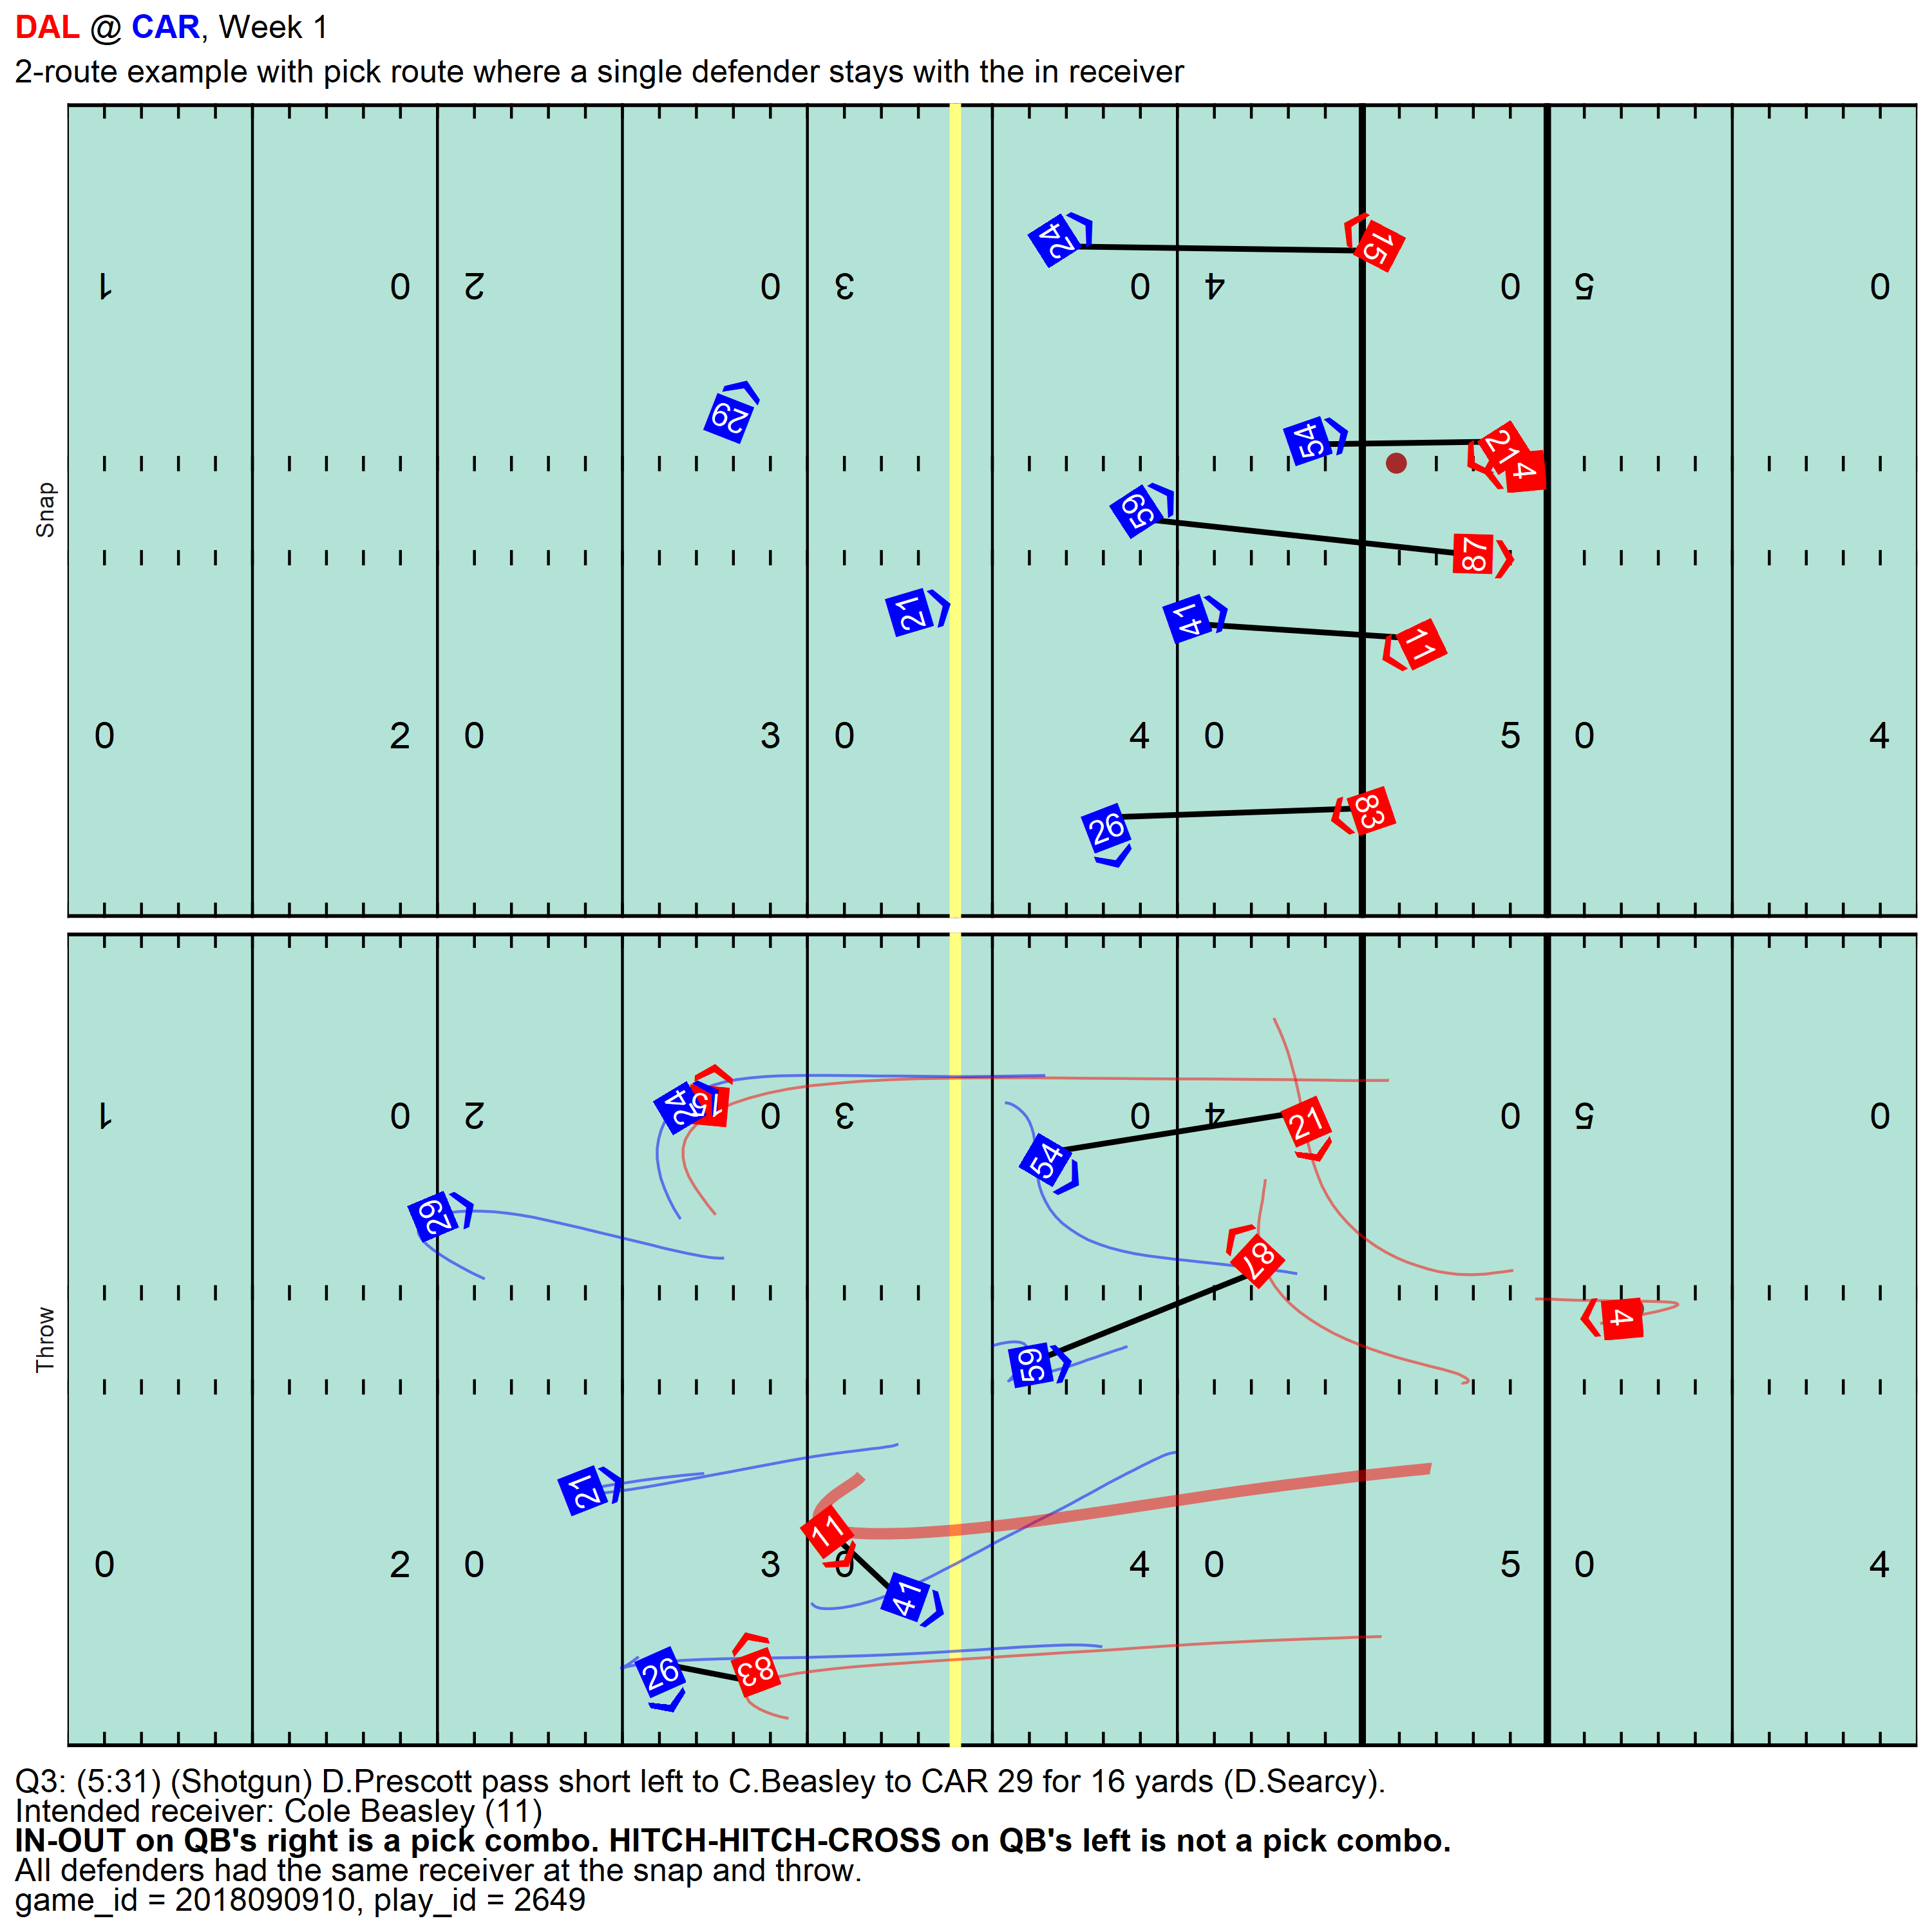 DAL @ CAR, Week 1
2-route example with pick route where a single defender stays with the in receiver
24
15
1 0 2 0 3 0 4 0 5 0
29
54
21
4
59
87
21
41
11
0 2 0 3 0 4 0 5 0 4
26
83
Snap
15
24
1 0 2 0 3 0 4 0 5 0
21
54
29
87
4
59
21
11
0 2 0 3 0 4 0 5 0 4
41
26
83
Throw
Q3: (5:31) (Shotgun) D.Prescott pass short left to C.Beasley to CAR 29 for 16 yards (D.Searcy).
Intended receiver: Cole Beasley (11)
IN-OUT on QB's right is a pick combo. HITCH-HITCH-CROSS on QB's left is not a pick combo.
All defenders had the same receiver at the snap and throw.
game_id = 2018090910, play_id = 2649